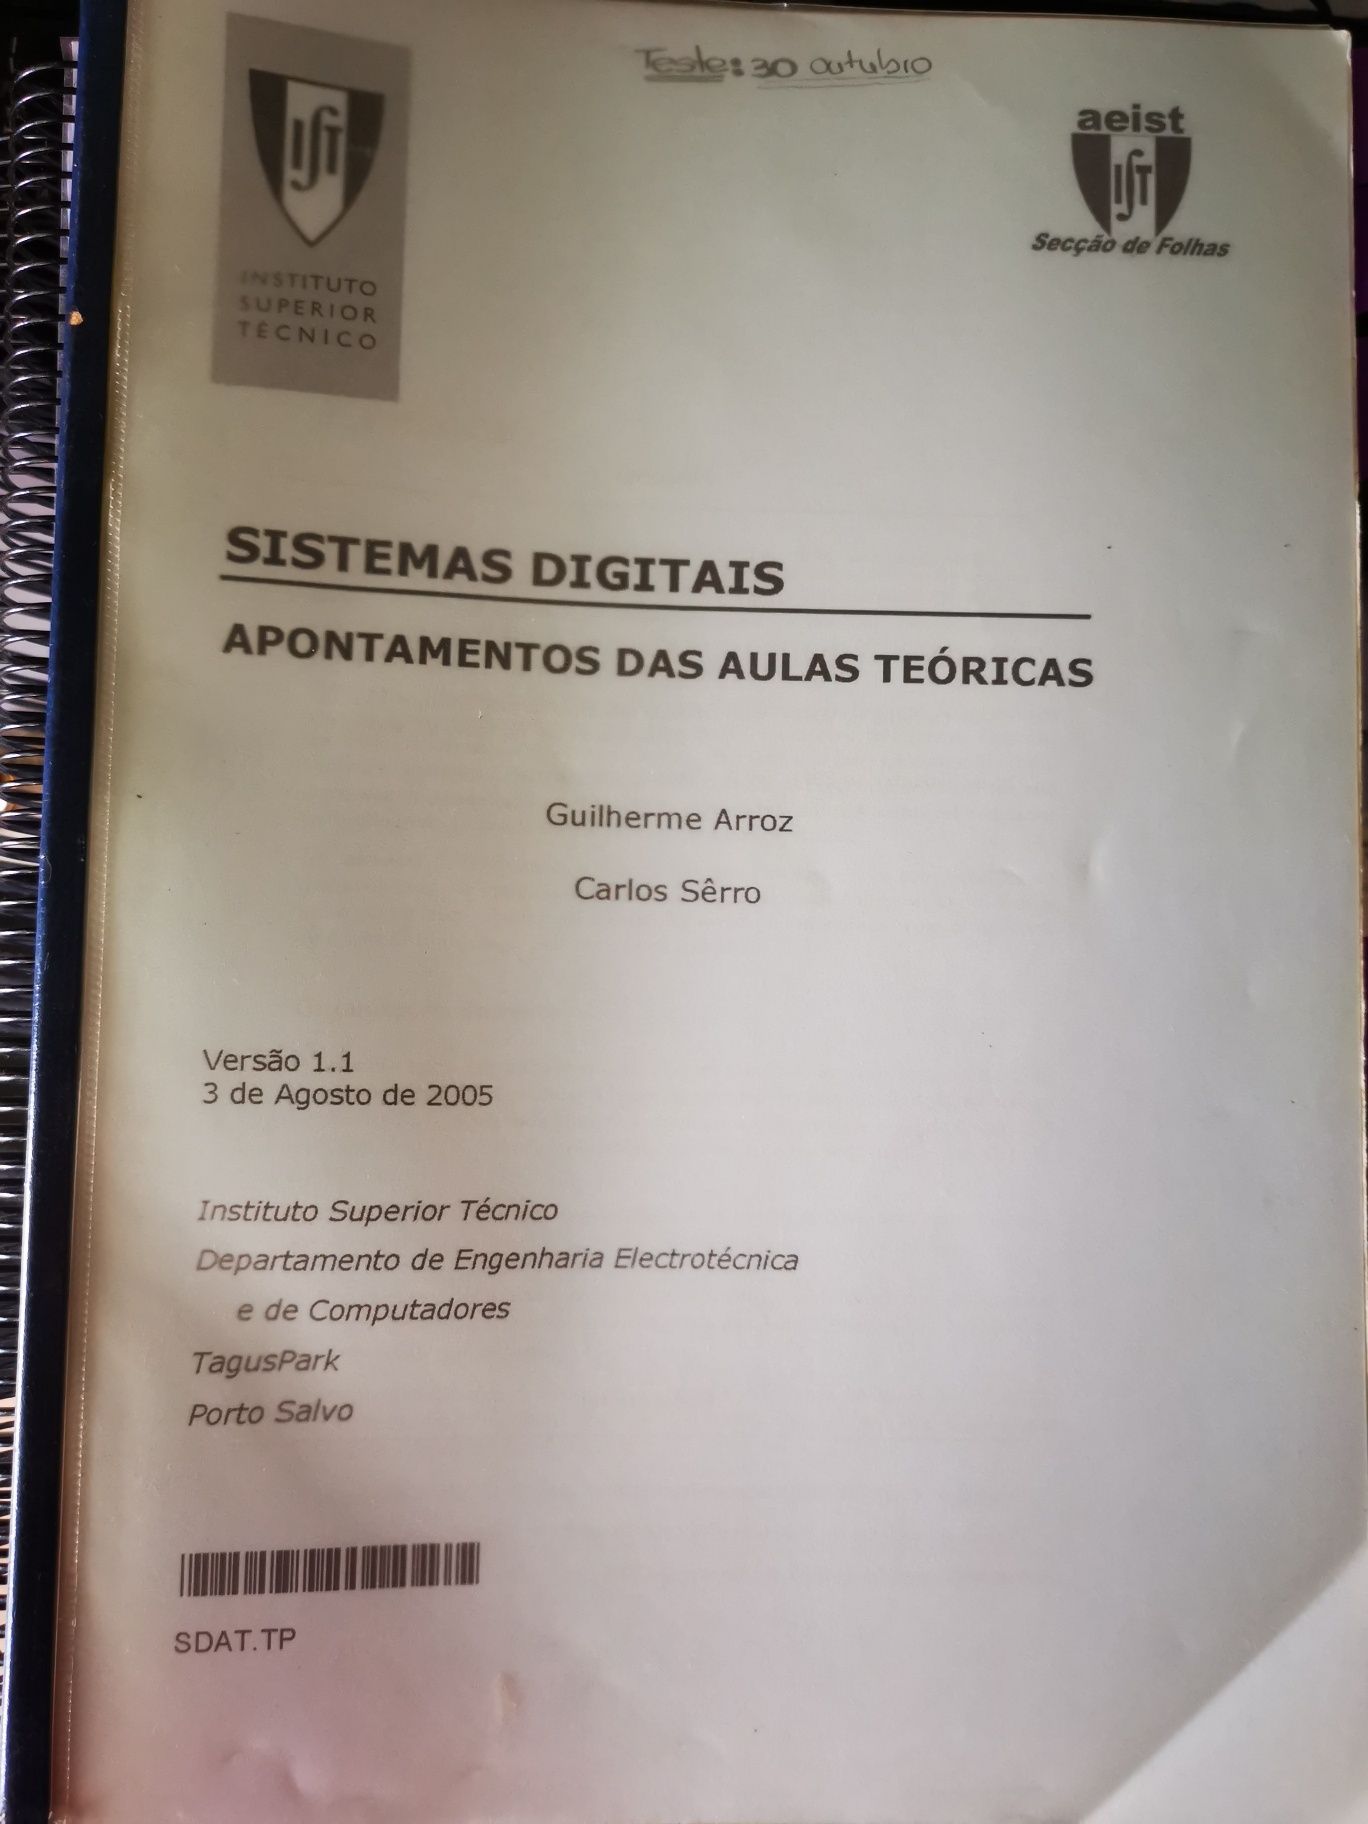 Teste: 30 outubro
IST
INSTITUTO
SUPERIOR
TÉCNICO
aeist
IST
Secção de Folhas
SISTEMAS DIGITAIS
APONTAMENTOS DAS AULAS TEÓRICAS
Guilherme Arroz
Carlos Sêrro
Versão 1.1
3 de Agosto de 2005
Instituto Superior Técnico
Departamento de Engenharia Electrotécnica
e de Computadores
TagusPark
Porto Salvo
SDAT.TP